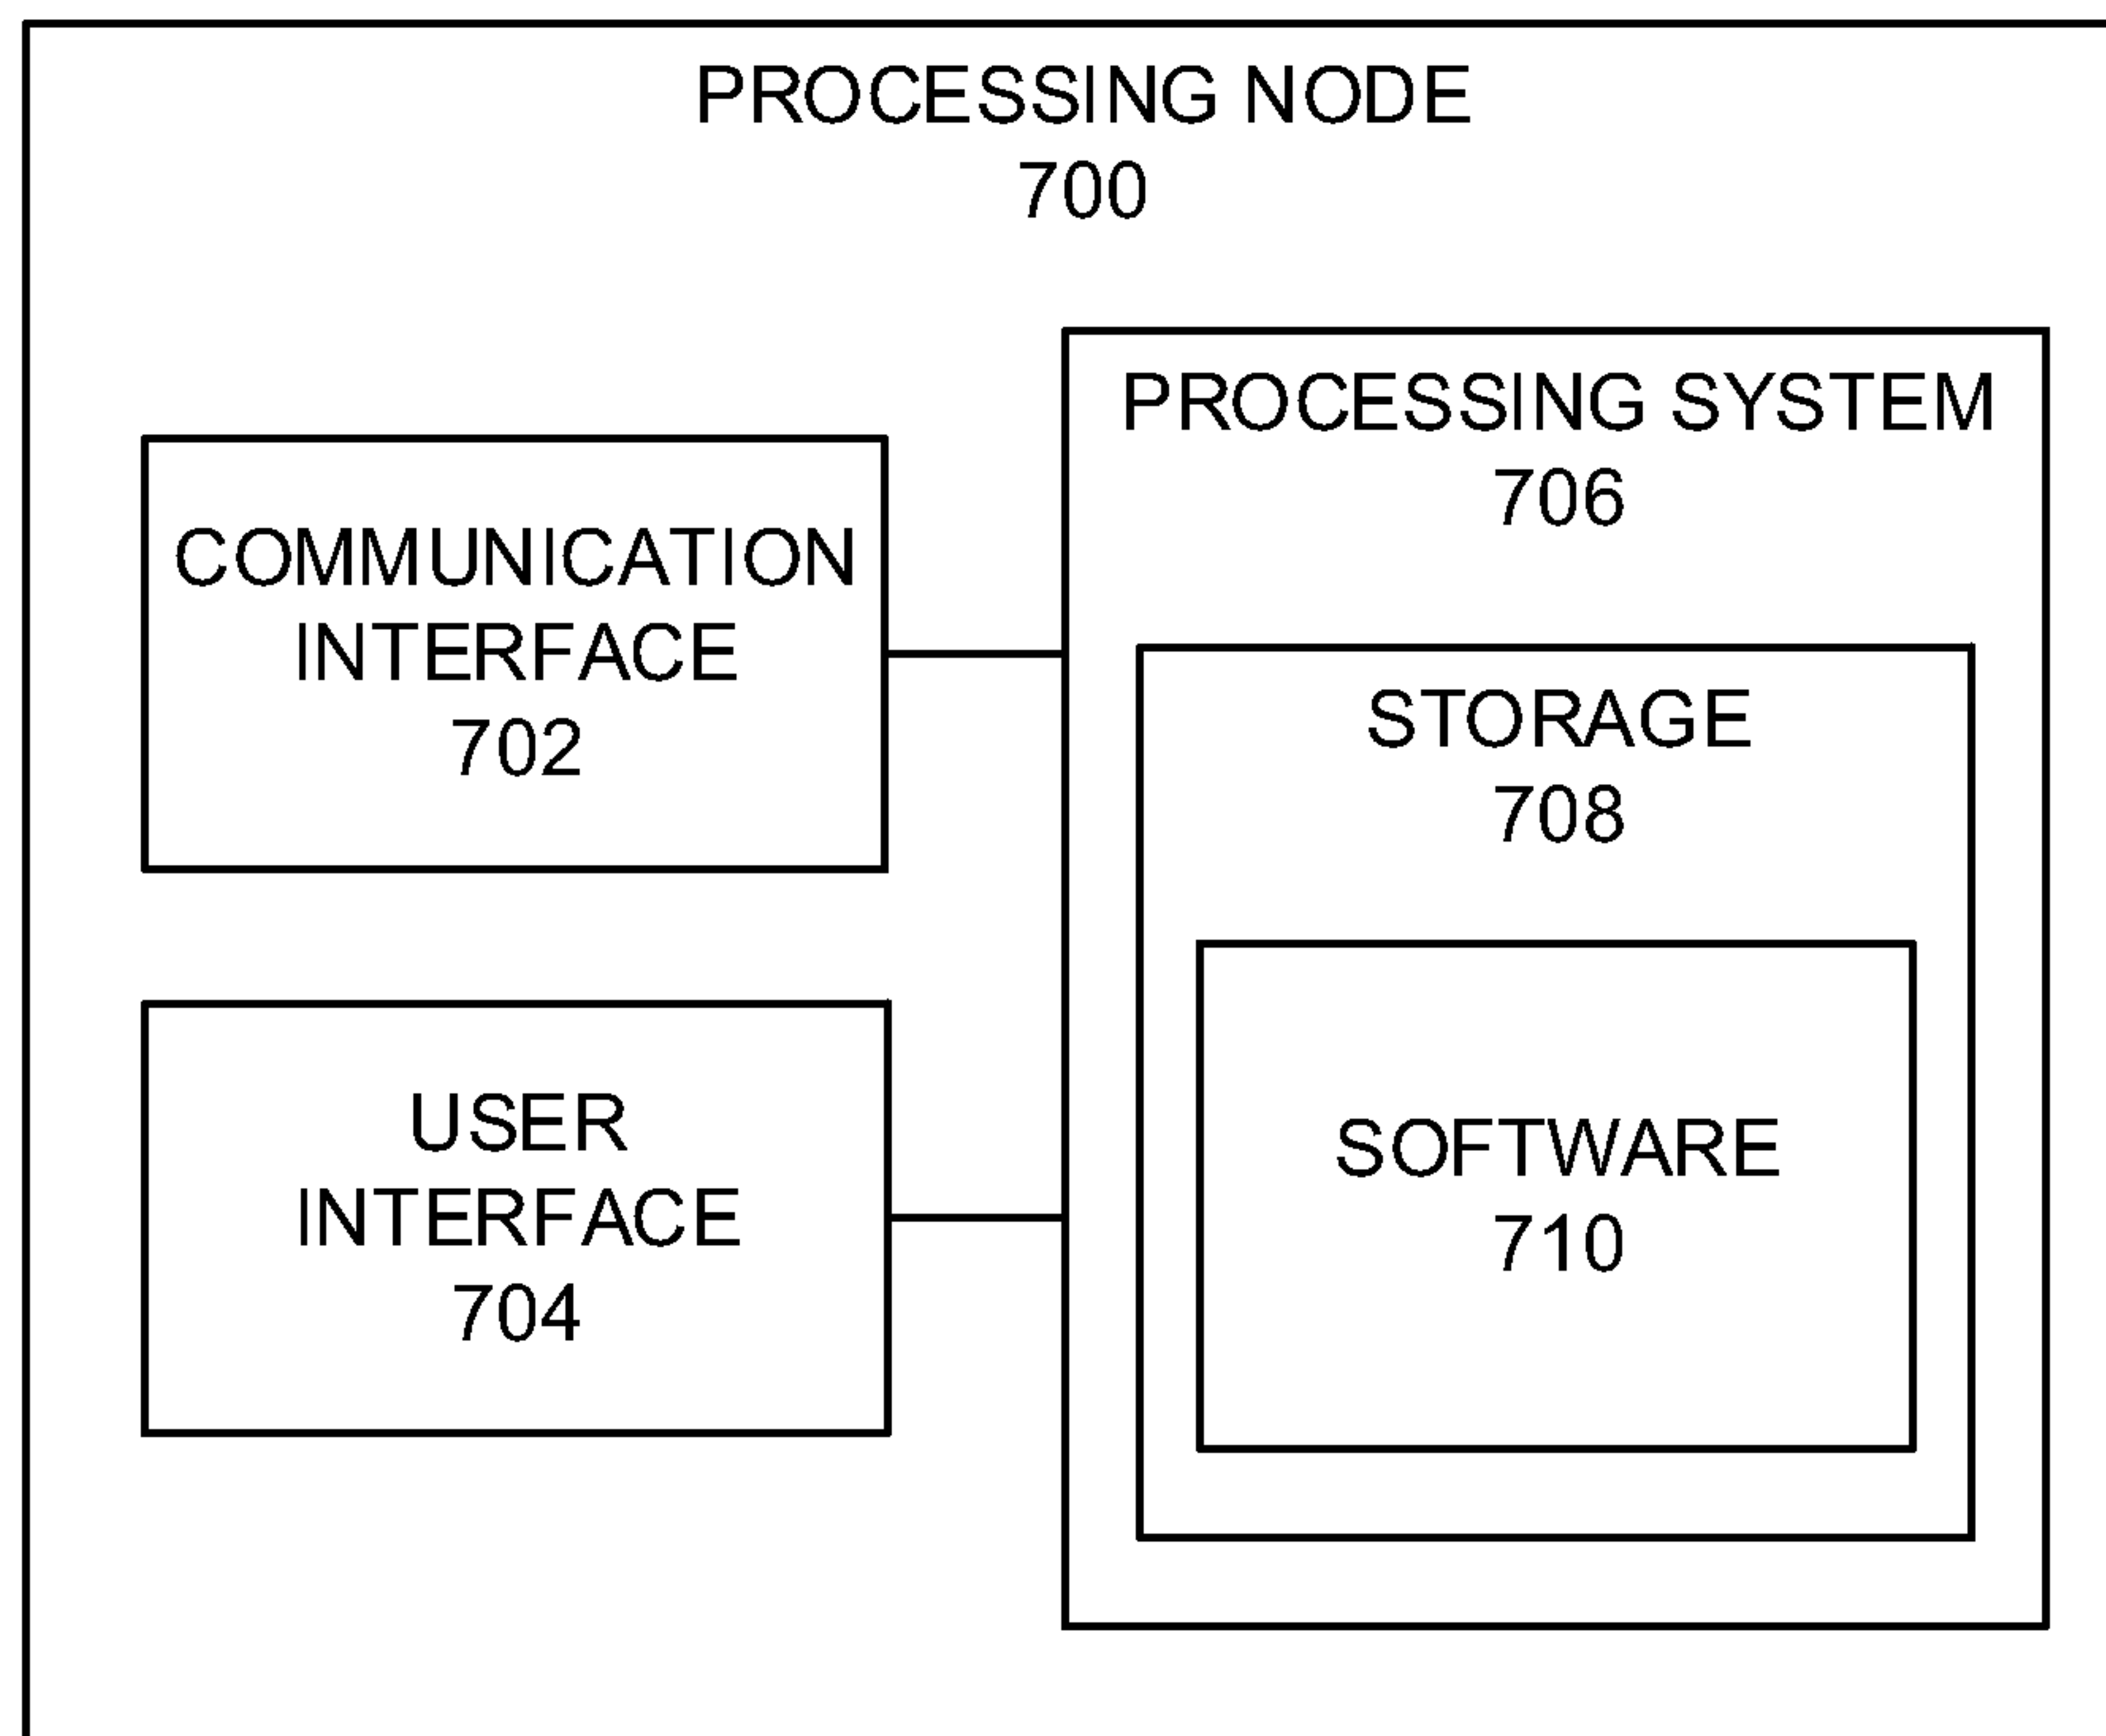 PROCESSING NODE
700
PROCESSING SYSTEM
706
COMMUNICATION
INTERFACE
702
STORAGE
708
USER
INTERFACE
704
SOFTWARE
710